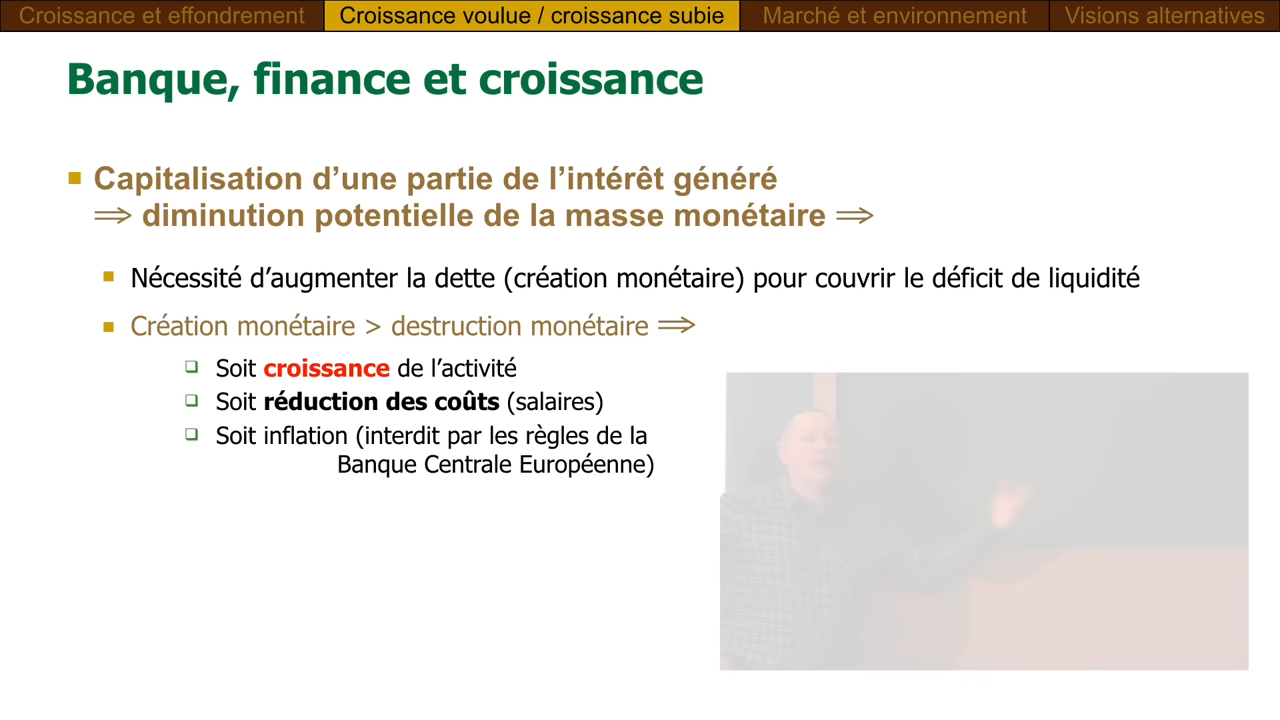 Croissance et effondrement
Croissance voulue / croissance subie
Marché et environnement
Visions alternatives
Banque, finance et croissance
Capitalisation d’une partie de l’intérêt généré
⇒ diminution potentielle de la masse monétaire ⇒
Nécessité d’augmenter la dette (création monétaire) pour couvrir le déficit de liquidité
Création monétaire > destruction monétaire ⇒
Soit croissance de l’activité
Soit réduction des coûts (salaires)
Soit inflation (interdit par les règles de la
Banque Centrale Européenne)